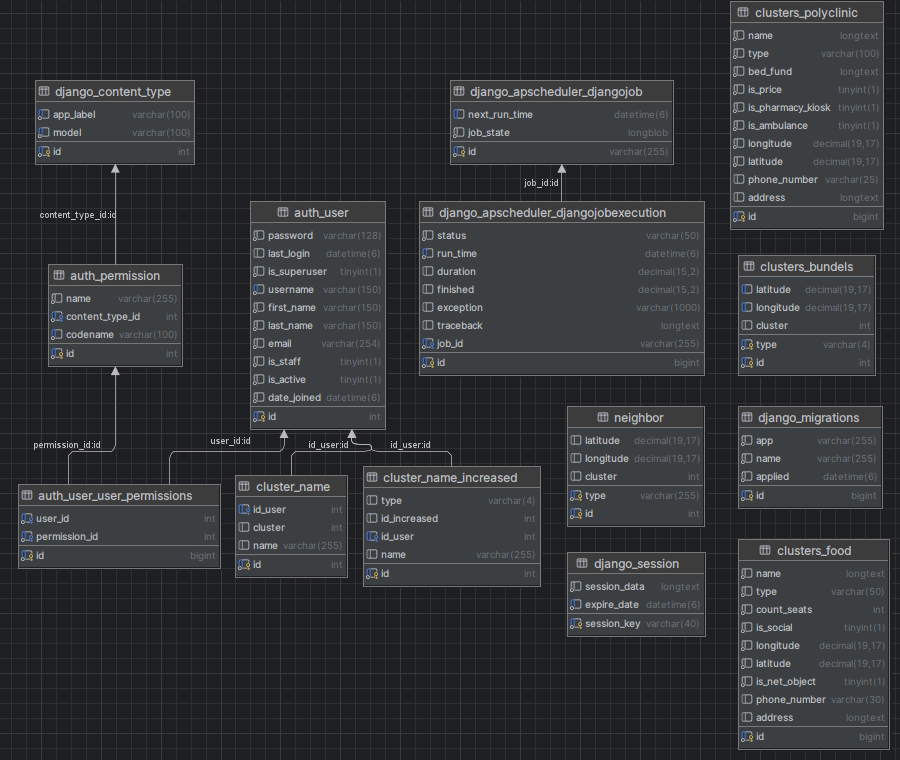 django_content_type
app_label varchar(100)
model varchar(100)
id int
content_type_id:id
auth_permission
name varchar(255)
content_type_id int
codename varchar(100)
id int
permission_id:id
auth_user_user_permissions
user_id int
permission_id int
id bigint
auth_user
password varchar(128)
last_login datetime(6)
is_superuser tinyint(1)
username varchar(150)
first_name varchar(150)
last_name varchar(150)
email varchar(254)
is_staff tinyint(1)
is_active tinyint(1)
date_joined datetime(6)
id int
user_id:id
id_user:id
id_user:id
cluster_name
id_user int
cluster int
name varchar(255)
id int
cluster_name_increased
type varchar(4)
id_increased int
id_user int
name varchar(255)
id int
django_apscheduler_djangojob
next_run_time datetime(6)
job_state longblob
id varchar(255)
job_id:id
django_apscheduler_djangojobexecution
status varchar(50)
run_time datetime(6)
duration decimal(15,2)
finished decimal(15,2)
exception varchar(1000)
traceback longtext
job_id varchar(255)
id bigint
neighbor
latitude decimal(19,17)
longitude decimal(19,17)
cluster int
type varchar(255)
id int
django_session
session_data longtext
expire_date datetime(6)
session_key varchar(40)
clusters_polyclinic
name longtext
type varchar(100)
bed_fund longtext
is_price tinyint(1)
is_pharmacy_kiosk tinyint(1)
is_ambulance tinyint(1)
longitude decimal(19,17)
latitude decimal(19,17)
phone_number varchar(25)
address longtext
id bigint
clusters_bundels
latitude decimal(19,17)
longitude decimal(19,17)
cluster int
type varchar(4)
id int
django_migrations
app varchar(255)
name varchar(255)
applied datetime(6)
id bigint
clusters_food
name longtext
type varchar(50)
count_seats int
is_social tinyint(1)
longitude decimal(19,17)
latitude decimal(19,17)
is_net_object tinyint(1)
phone_number varchar(30)
address longtext
id bigint